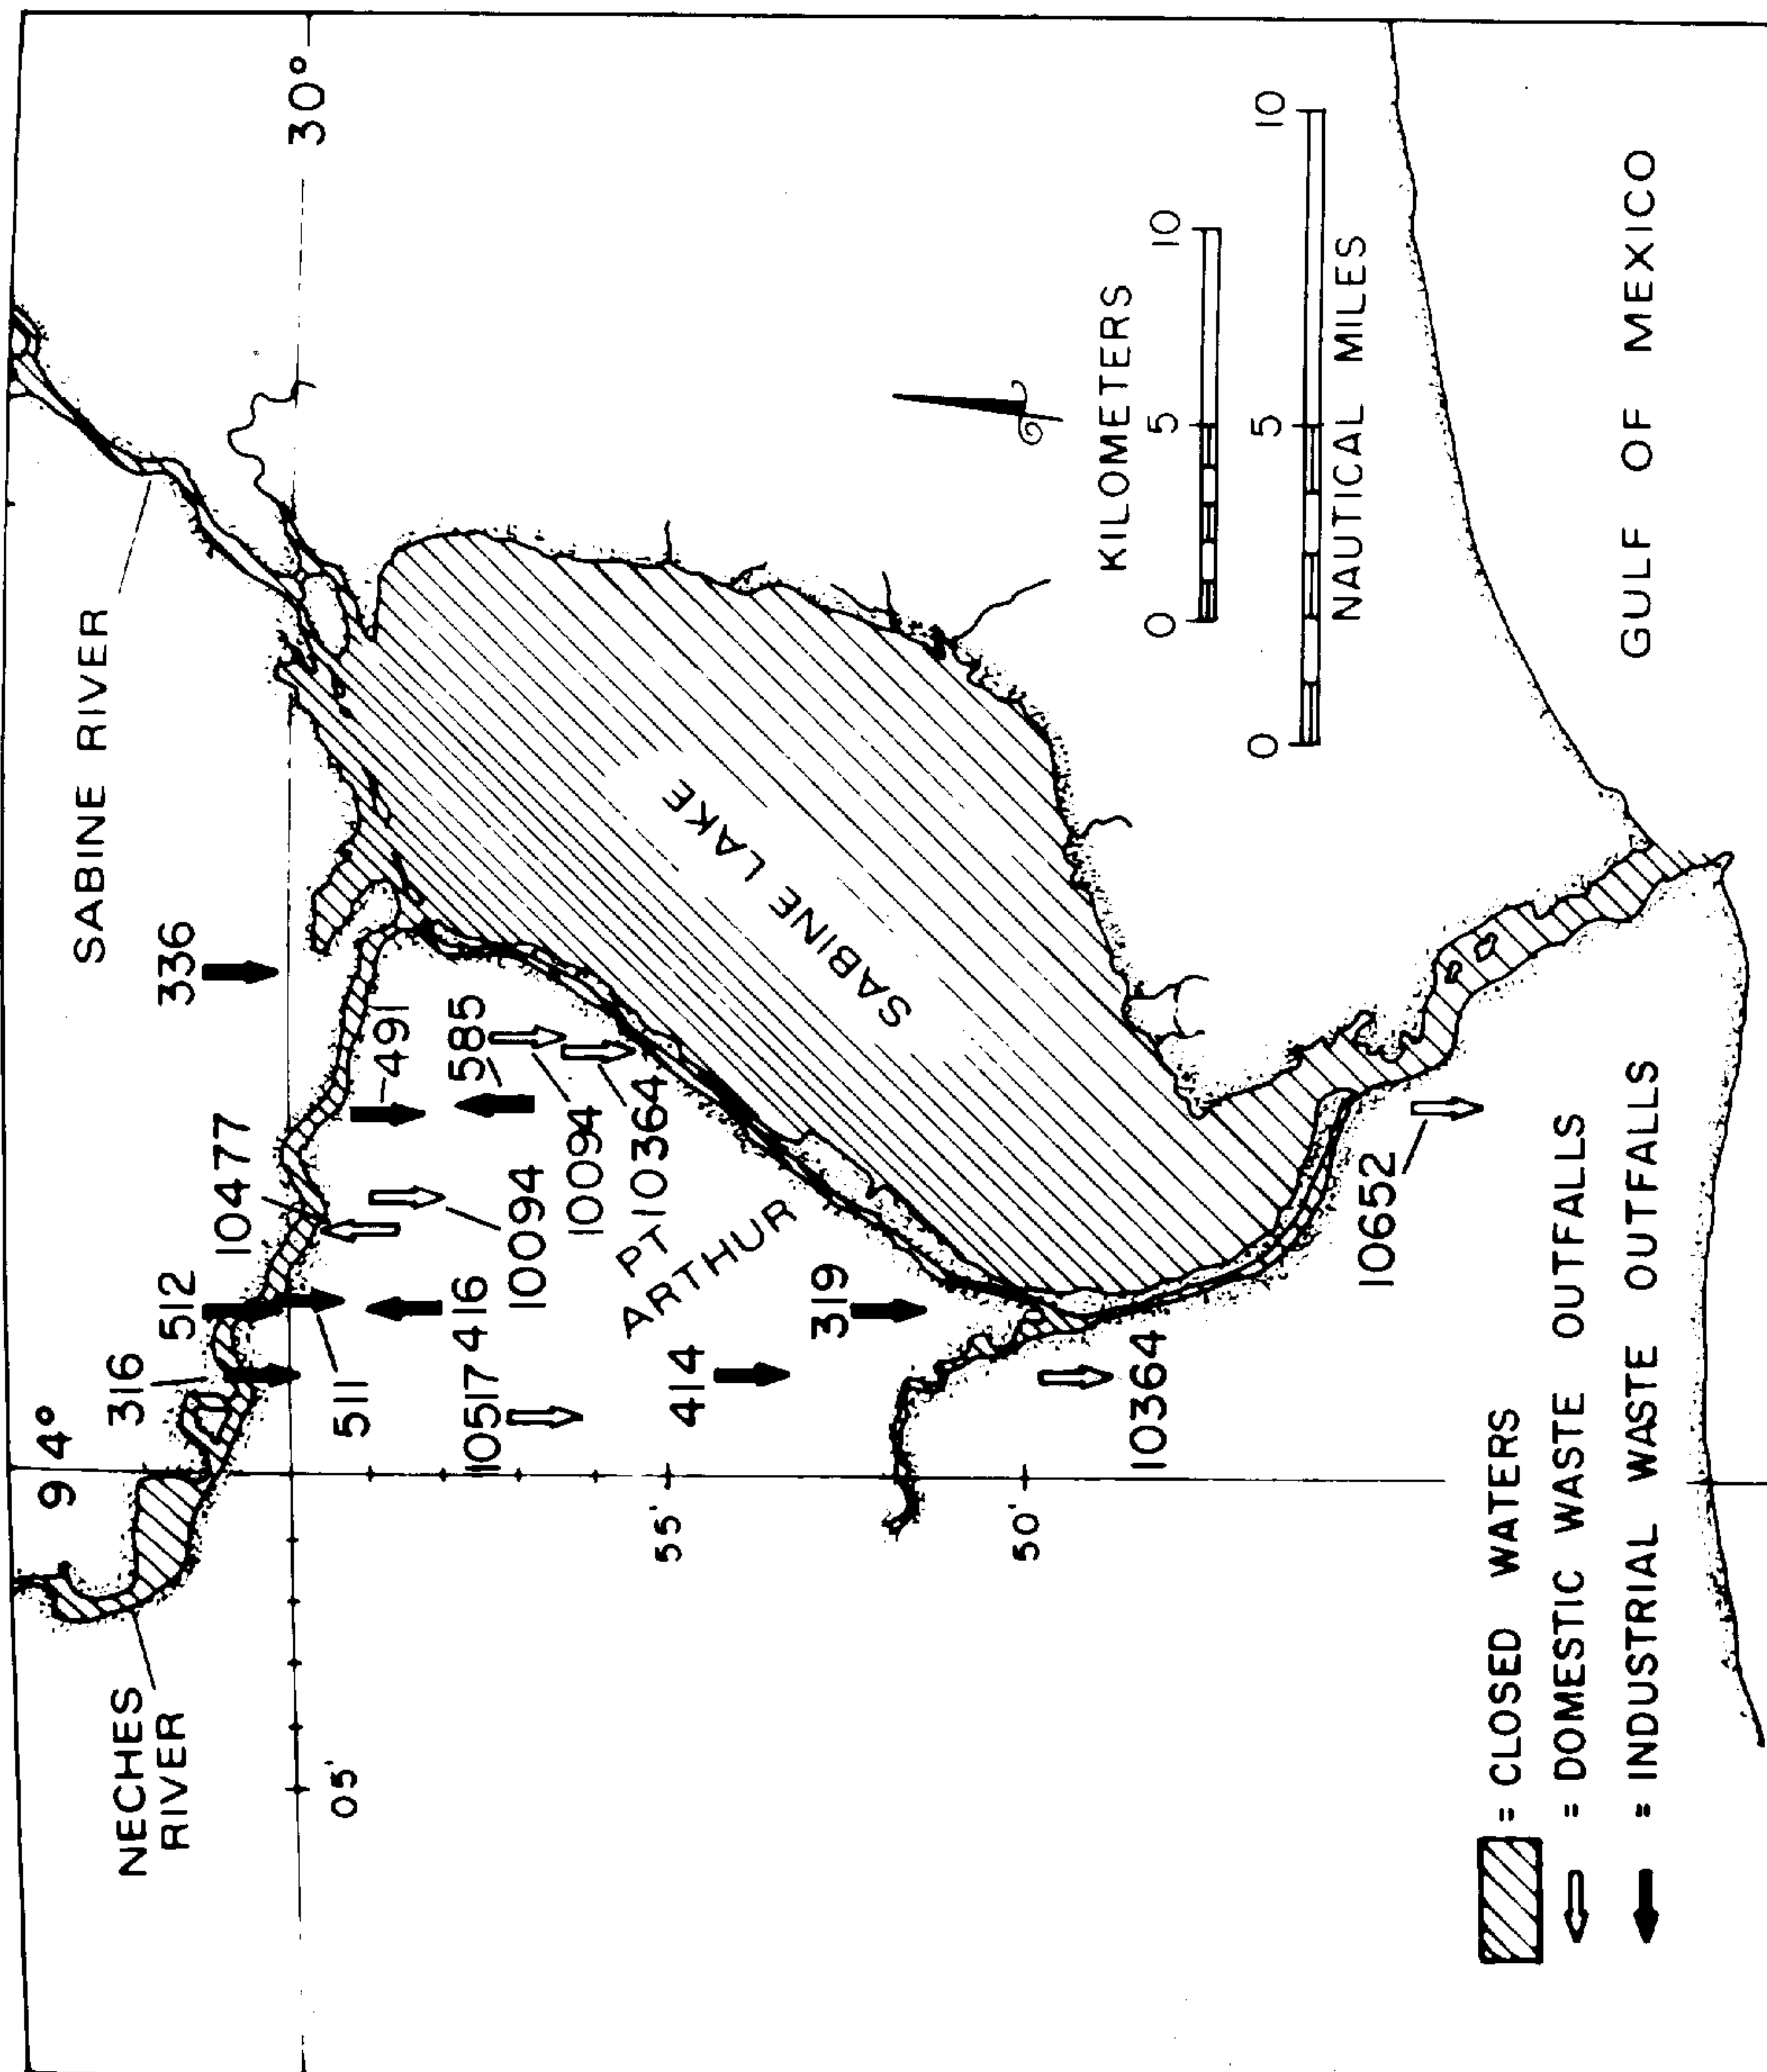 94°
30°
NECHES
RIVER
SABINE RIVER
316
512
10477
336
491
585
511
416
10517
10094
10094
10364
PT
ARTHUR
SABINE LAKE
414
319
10364
10652
05'
55'
50'
KILOMETERS
0 5 10
0 5 10
NAUTICAL MILES
GULF OF MEXICO
= CLOSED WATERS
= DOMESTIC WASTE OUTFALLS
= INDUSTRIAL WASTE OUTFALLS